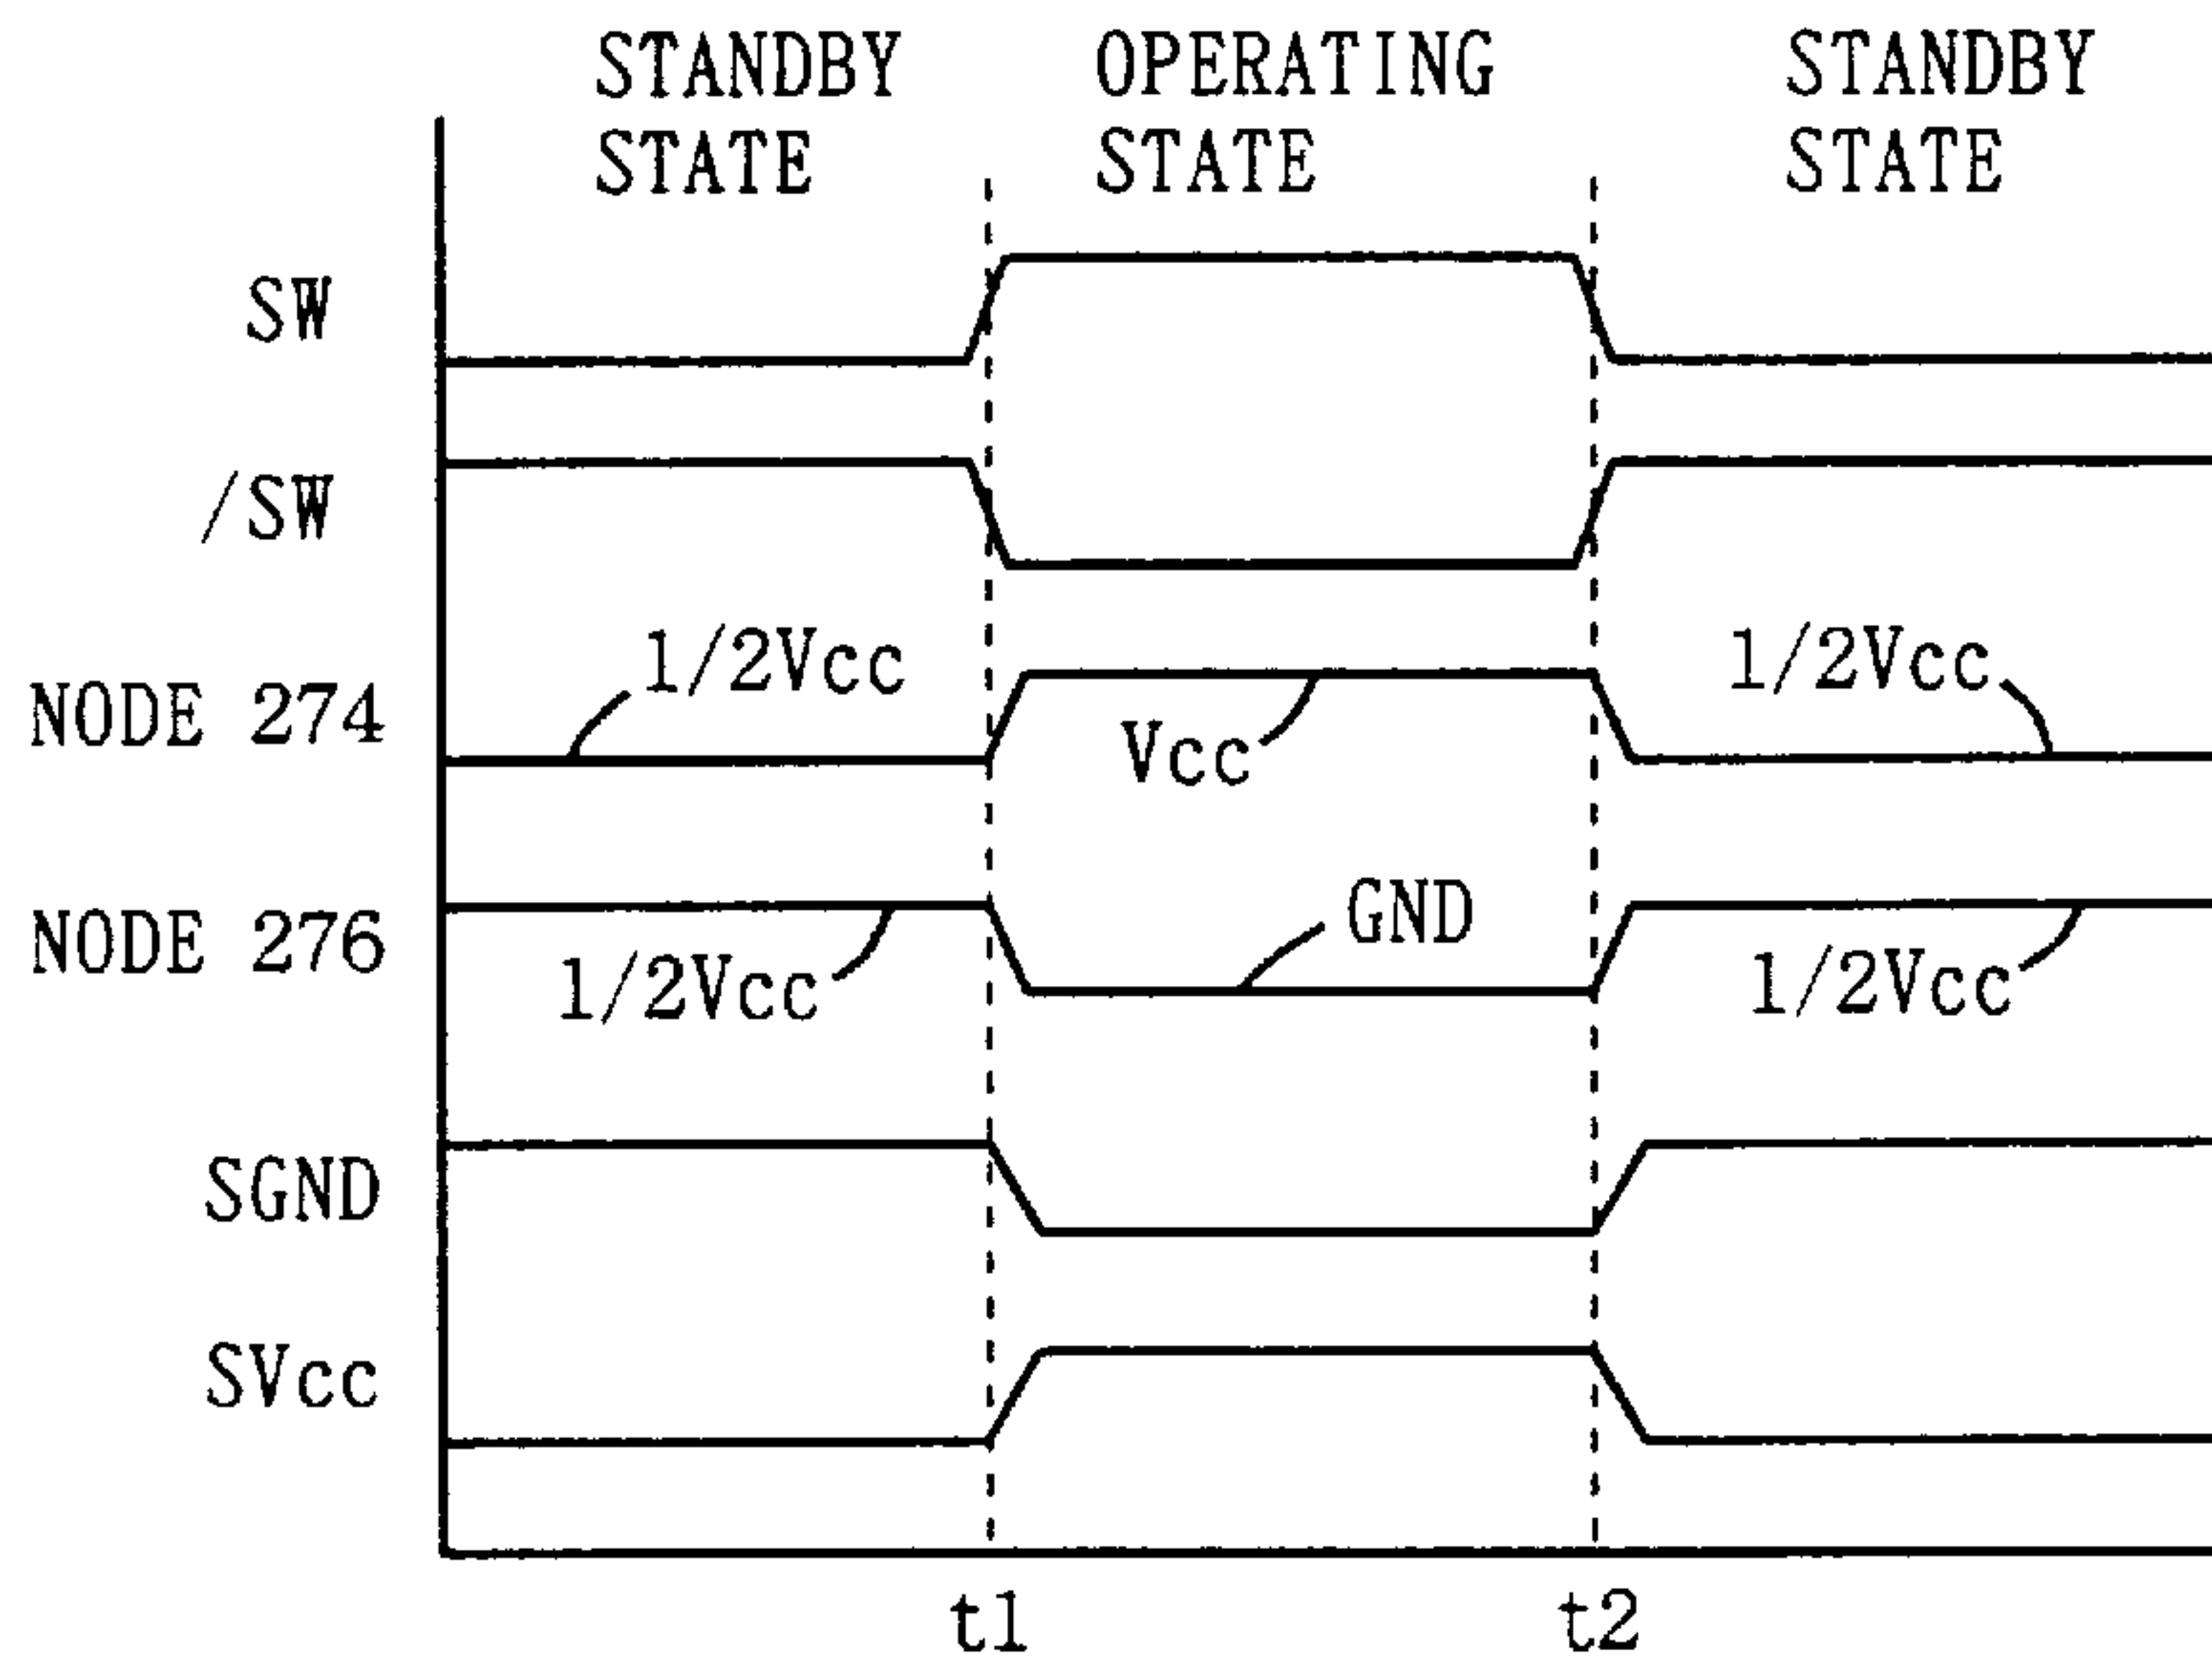 STANDBY STATE
OPERATING STATE
STANDBY STATE
SW
/SW
NODE 274
1/2Vcc
Vcc
1/2Vcc
NODE 276
1/2Vcc
GND
1/2Vcc
SGND
SVcc
t1
t2